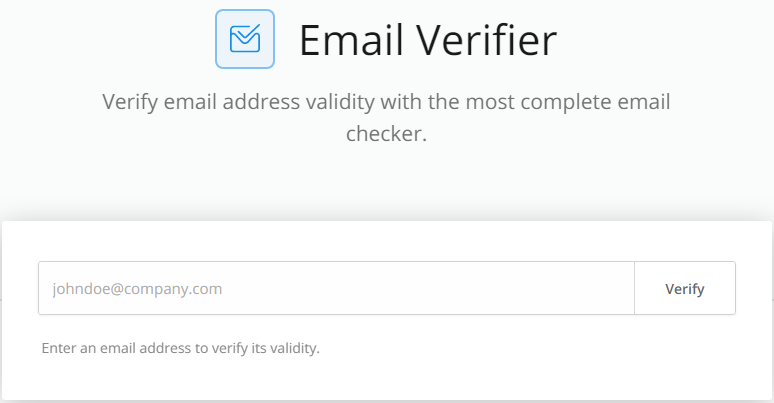 Email Verifier
Verify email address validity with the most complete email
checker.
johndoe@company.com
Verify
Enter an email address to verify its validity.